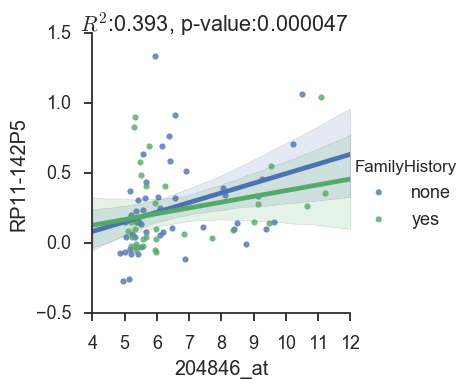 R²:0.393, p-value:0.000047
1.5
1.0
0.5
0.0
−0.5
RP11-142P5
4 5 6 7 8 9 10 11 12
204846_at
FamilyHistory
none
yes